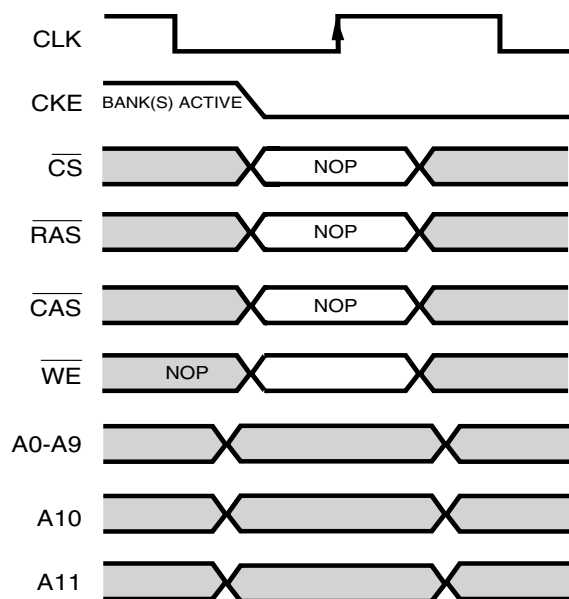 CLK
CKE BANK(S) ACTIVE
CS NOP
RAS NOP
CAS NOP
WE NOP
A0-A9
A10
A11